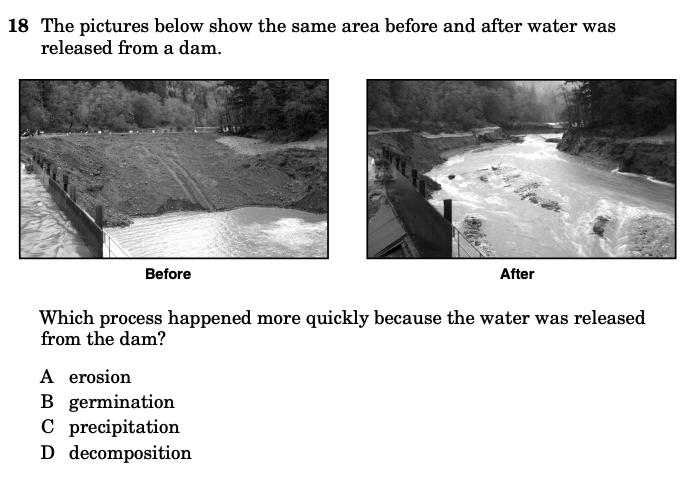 18 The pictures below show the same area before and after water was
released from a dam.
Before
After
Which process happened more quickly because the water was released
from the dam?
A erosion
B germination
C precipitation
D decomposition